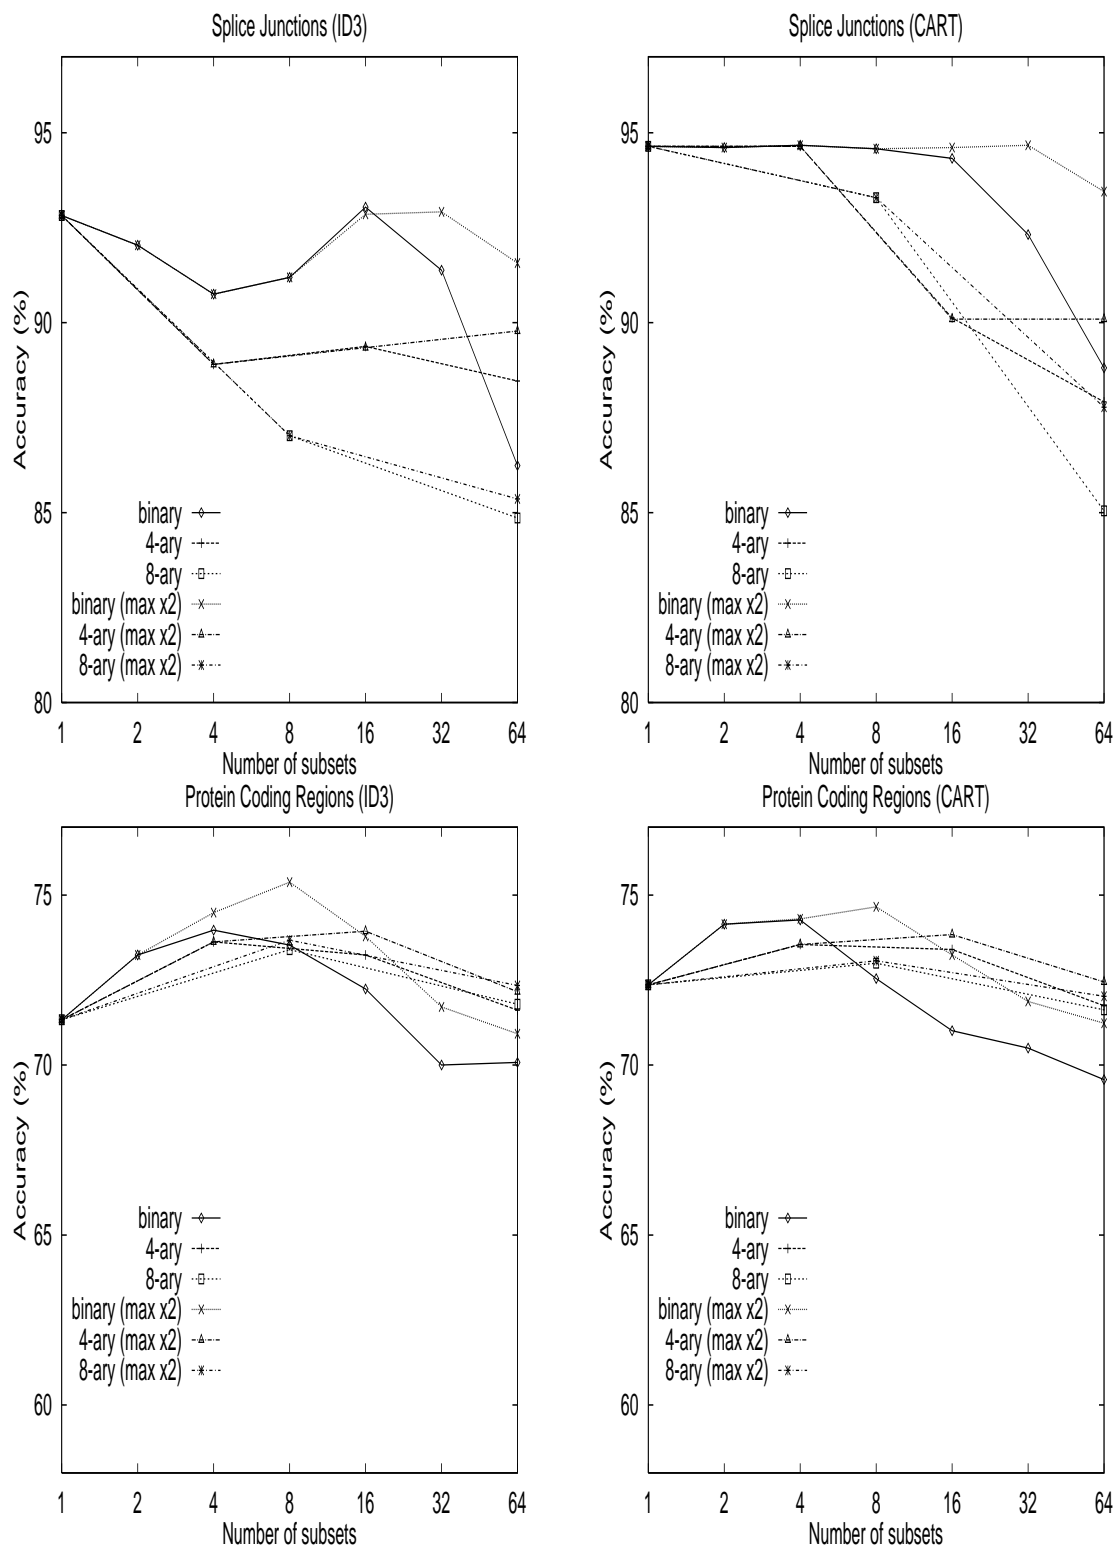 Splice Junctions (ID3)
95
90
85
80
Accuracy (%)
binary
4-ary
8-ary
binary (max x2)
4-ary (max x2)
8-ary (max x2)
1 2 4 8 16 32 64
Number of subsets
Splice Junctions (CART)
95
90
85
80
Accuracy (%)
binary
4-ary
8-ary
binary (max x2)
4-ary (max x2)
8-ary (max x2)
1 2 4 8 16 32 64
Number of subsets
Protein Coding Regions (ID3)
75
70
65
60
Accuracy (%)
binary
4-ary
8-ary
binary (max x2)
4-ary (max x2)
8-ary (max x2)
1 2 4 8 16 32 64
Number of subsets
Protein Coding Regions (CART)
75
70
65
60
Accuracy (%)
binary
4-ary
8-ary
binary (max x2)
4-ary (max x2)
8-ary (max x2)
1 2 4 8 16 32 64
Number of subsets